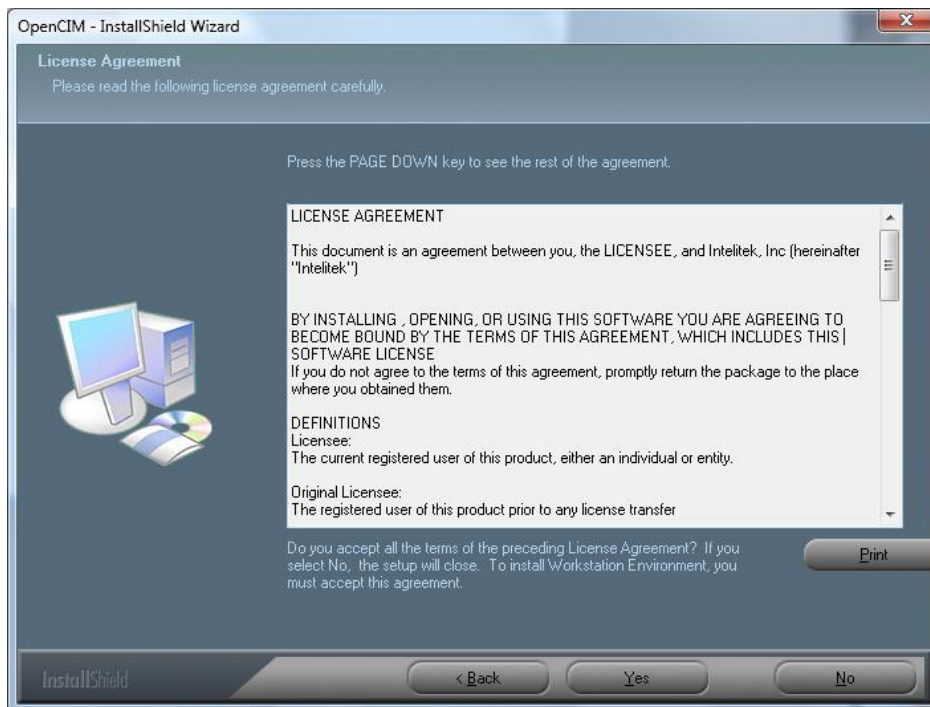 OpenCIM - InstallShield Wizard
License Agreement
Please read the following license agreement carefully.
Press the PAGE DOWN key to see the rest of the agreement.
LICENSE AGREEMENT
This document is an agreement between you, the LICENSEE, and Intelitek, Inc (hereinafter
"Intelitek")
BY INSTALLING , OPENING, OR USING THIS SOFTWARE YOU ARE AGREEING TO
BECOME BOUND BY THE TERMS OF THIS AGREEMENT, WHICH INCLUDES THIS
SOFTWARE LICENSE
If you do not agree to the terms of this agreement, promptly return the package to the place
where you obtained them.
DEFINITIONS
Licensee:
The current registered user of this product, either an individual or entity.
Original Licensee:
The registered user of this product prior to any license transfer
Do you accept all the terms of the preceding License Agreement? If you
select No, the setup will close. To install Workstation Environment, you
must accept this agreement.
Print
InstallShield
< Back
Yes
No